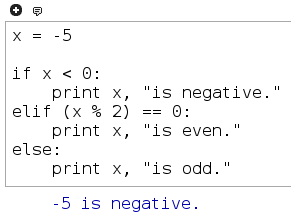 x = -5

if x < 0:
    print x, "is negative."
elif (x % 2) == 0:
    print x, "is even."
else:
    print x, "is odd."
-5 is negative.